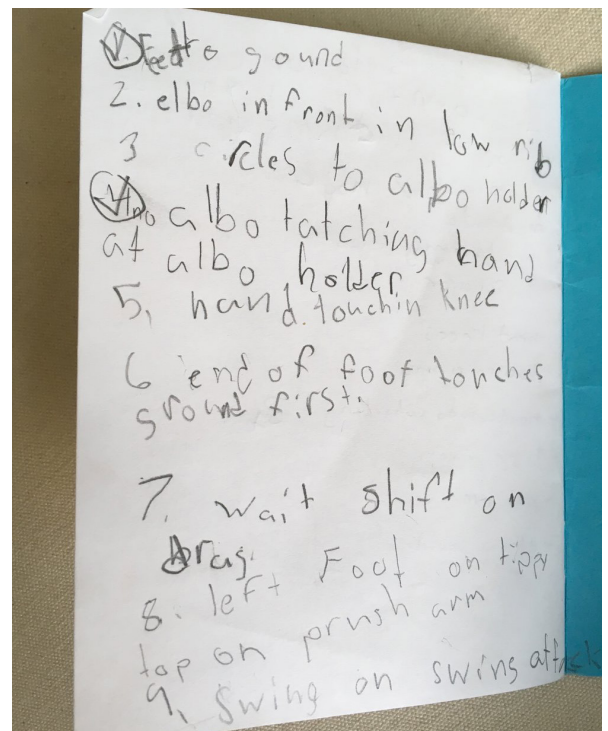 1. Feet to gound
2. elbo in front in low rib
3 circles to albo holder
4. no albo tatching hand
at albo holder
5. hand. touchin knee
6 end of foot touches
ground first.
7. wait shift on
Drag. Foot on tippy
8. left prush arm
top on
9. Swing on swing attack